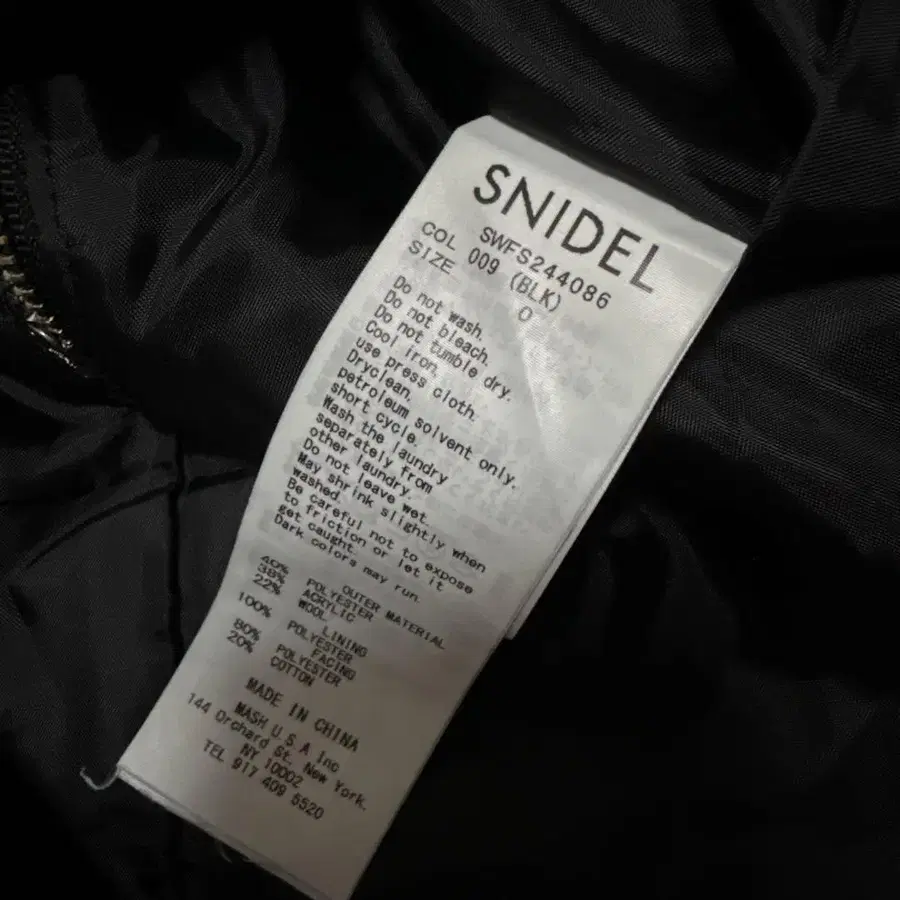 SNIDEL
SWFS244086
COL 009 (BLK)
SIZE 0
Do not wash.
Do not bleach.
Do not tumble dry.
Cool iron,
use press cloth.
Dryclean,
petroleum solvent only.
short cycle.
Wash the laundry
separately from
other laundry.
Do not leave wet.
May shrink slightly when
washed.
Be careful not to expose
to friction or let it
get caught.
Dark colors may run.
OUTER MATERIAL
40% POLYESTER
38% ACRYLIC
22% WOOL
LINING
100% POLYESTER
FACING
80% POLYESTER
20% COTTON
MADE IN CHINA
MASH U.S.A Inc
144 Orchard St. New York.
NY 10002
TEL 917 409 5520